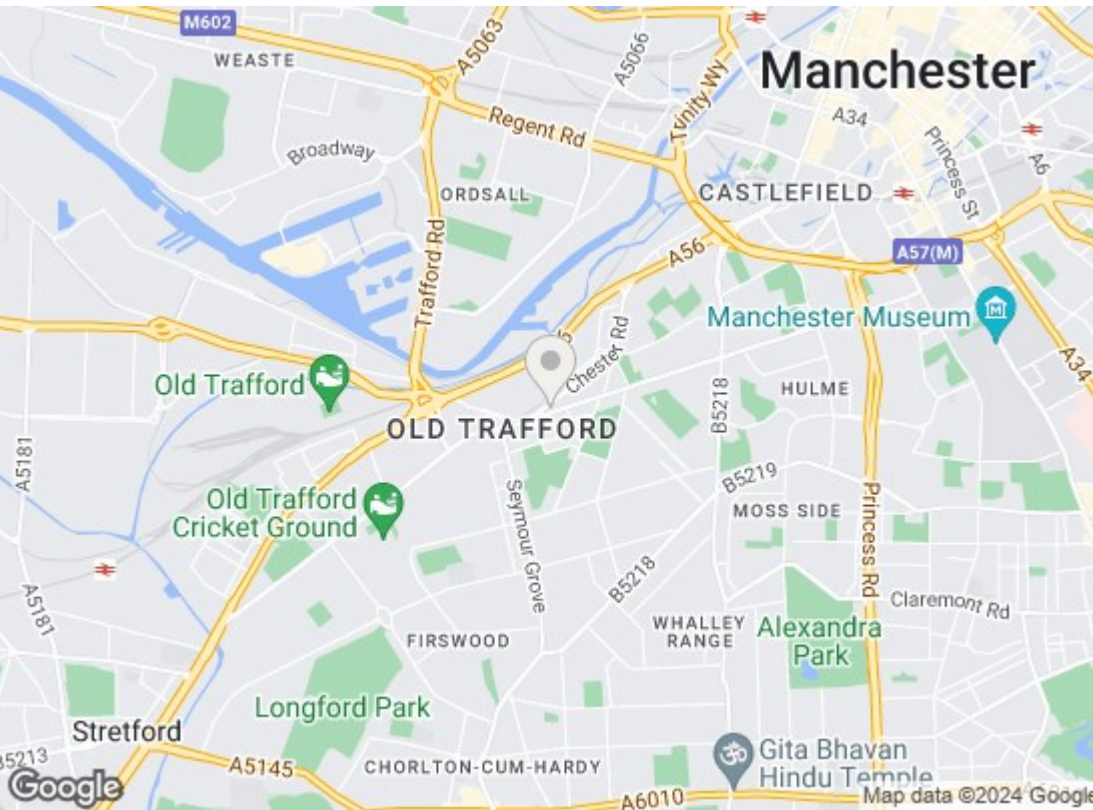 M602
WEASTE
A5063
A5066
Trinity Wy
Manchester
A34
Princess St
A6
Regent Rd
Broadway
ORDSALL
CASTLEFIELD
Trafford Rd
A56
A57(M)
Manchester Museum
Chester Rd
A34
Old Trafford
HULME
B5218
OLD TRAFFORD
A5181
B5219
Seymour Grove
Old Trafford
Cricket Ground
MOSS SIDE
Princess Rd
B5218
A5181
Claremont Rd
WHALLEY
RANGE
FIRSWOOD
Alexandra
Park
Longford Park
Stretford
B5213
A5145
CHORLTON-CUM-HARDY
Gita Bhavan
Hindu Temple
A6010
Google
Map data ©2024 Google